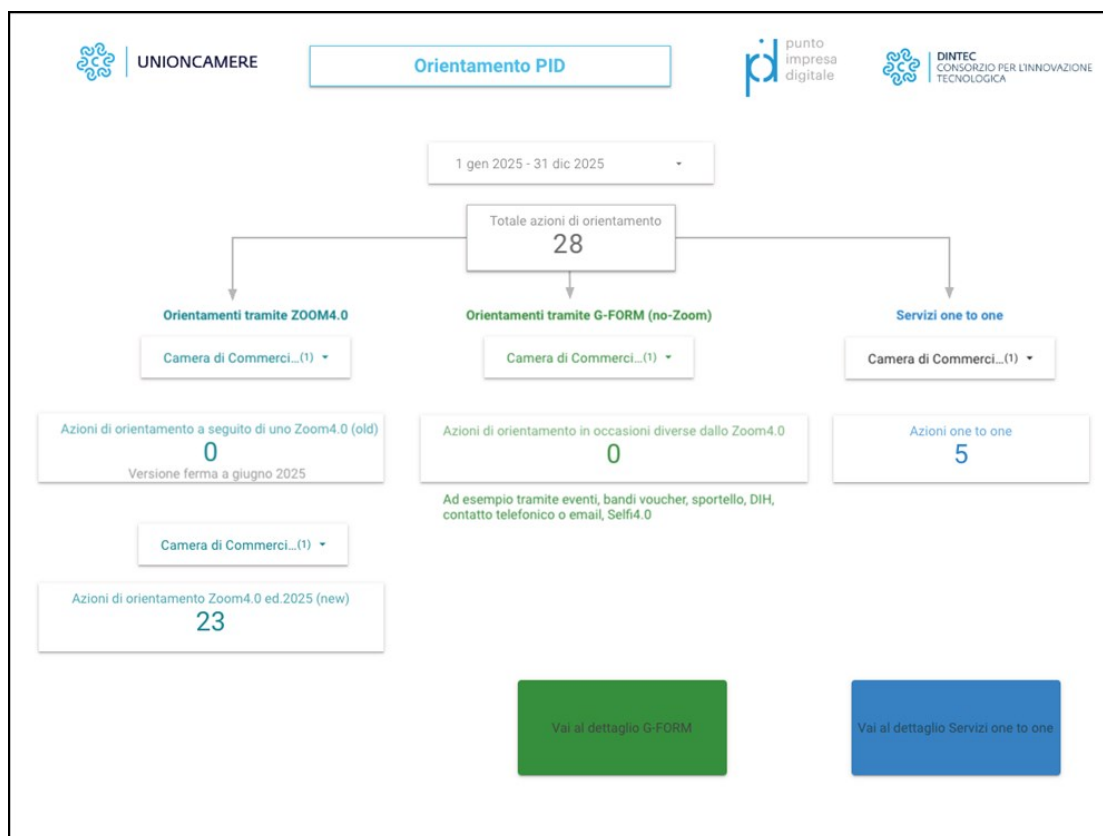 UNIONCAMERE
Orientamento PID
punto
impresa
digitale
DINTEC
CONSORZIO PER L'INNOVAZIONE
TECNOLOGICA
1 gen 2025 - 31 dic 2025
Totale azioni di orientamento
28
Orientamenti tramite ZOOM4.0
Orientamenti tramite G-FORM (no-Zoom)
Servizi one to one
Camera di Commerci...(1)
Camera di Commerci...(1)
Camera di Commerci...(1)
Azioni di orientamento a seguito di uno Zoom4.0 (old)
0
Versione ferma a giugno 2025
Azioni di orientamento in occasioni diverse dallo Zoom4.0
0
Azioni one to one
5
Ad esempio tramite eventi, bandi voucher, sportello, DIH,
contatto telefonico o email, Selfi4.0
Camera di Commerci...(1)
Azioni di orientamento Zoom4.0 ed.2025 (new)
23
Vai al dettaglio G-FORM
Vai al dettaglio Servizi one to one